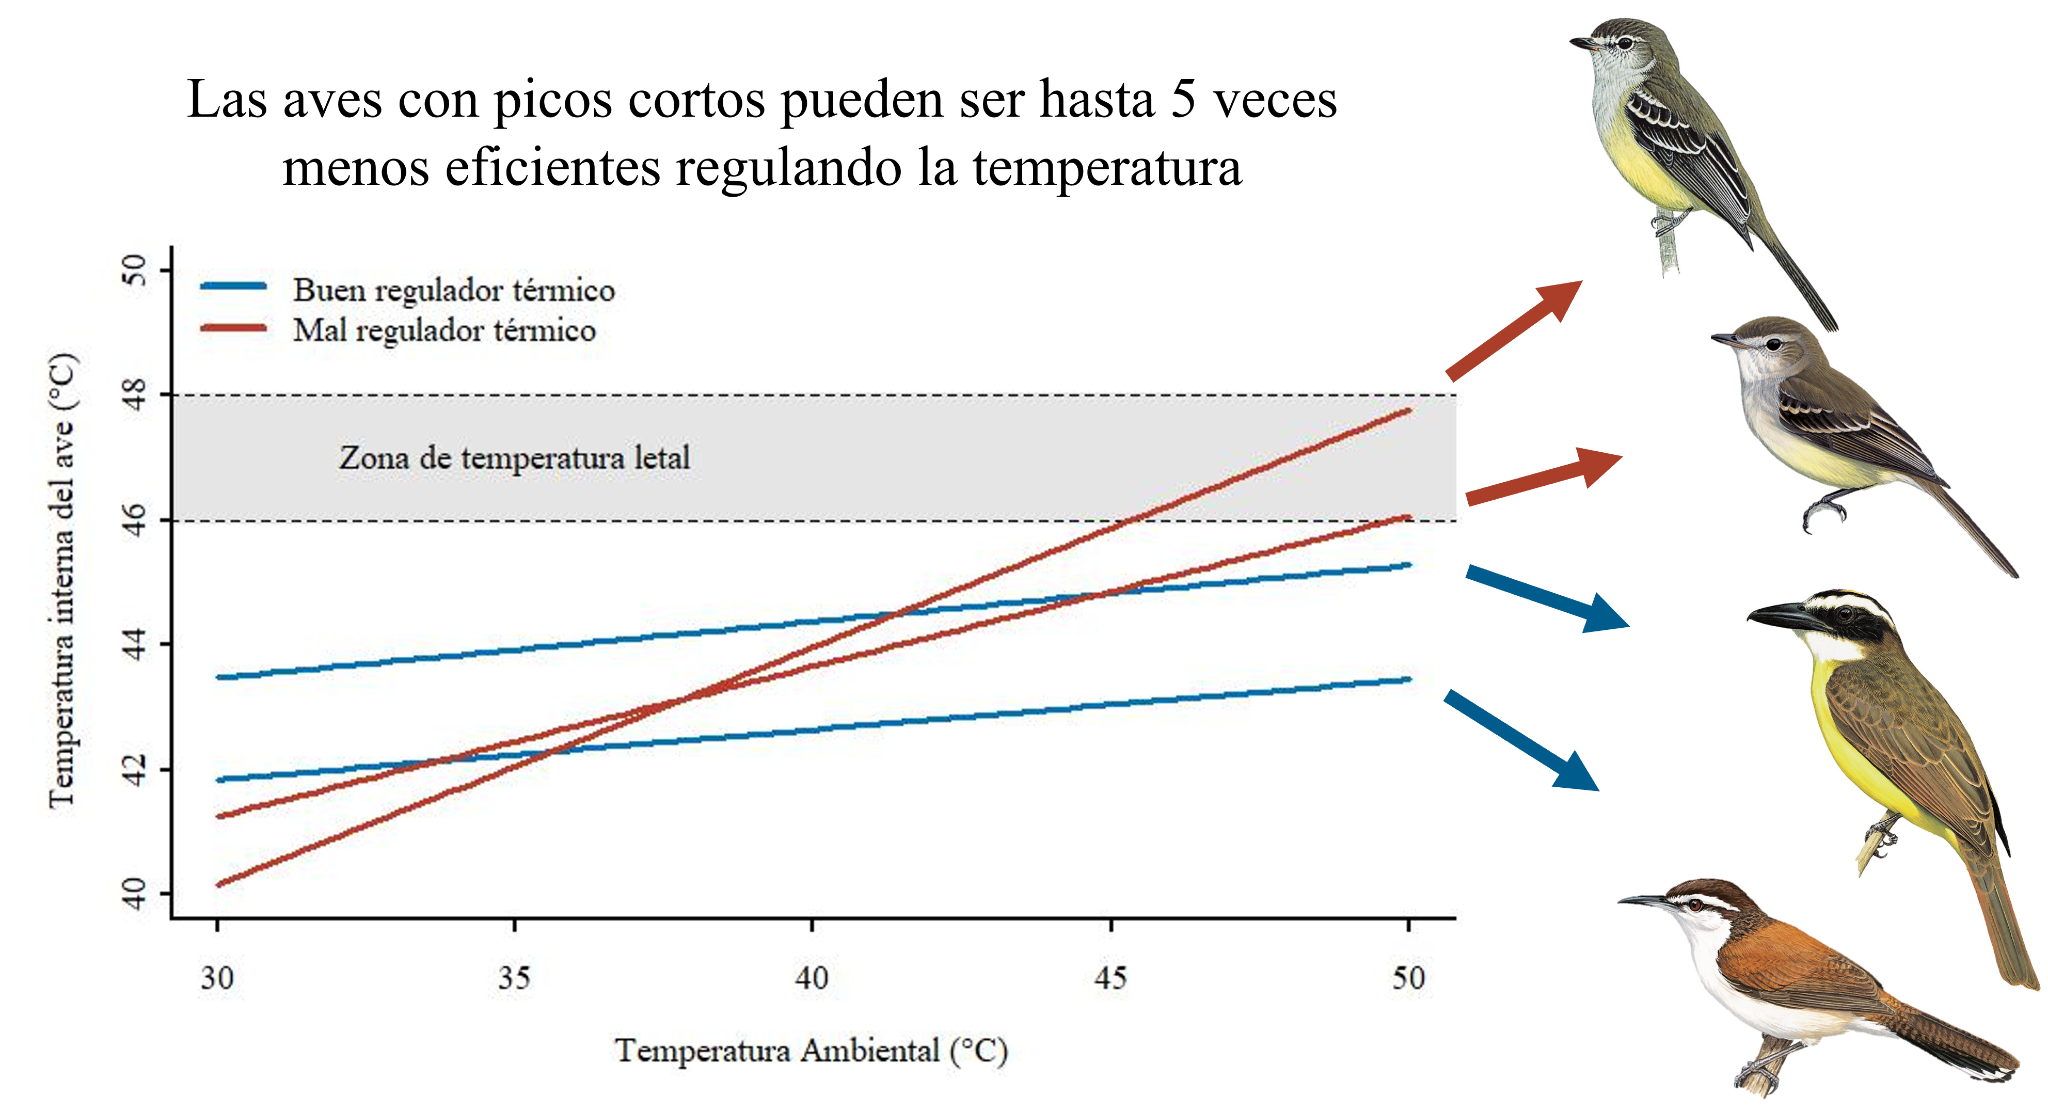 Las aves con picos cortos pueden ser hasta 5 veces
menos eficientes regulando la temperatura
Buen regulador térmico
Mal regulador térmico
Zona de temperatura letal
Temperatura interna del ave (°C)
50
48
46
44
42
40
30
35
40
45
50
Temperatura Ambiental (°C)